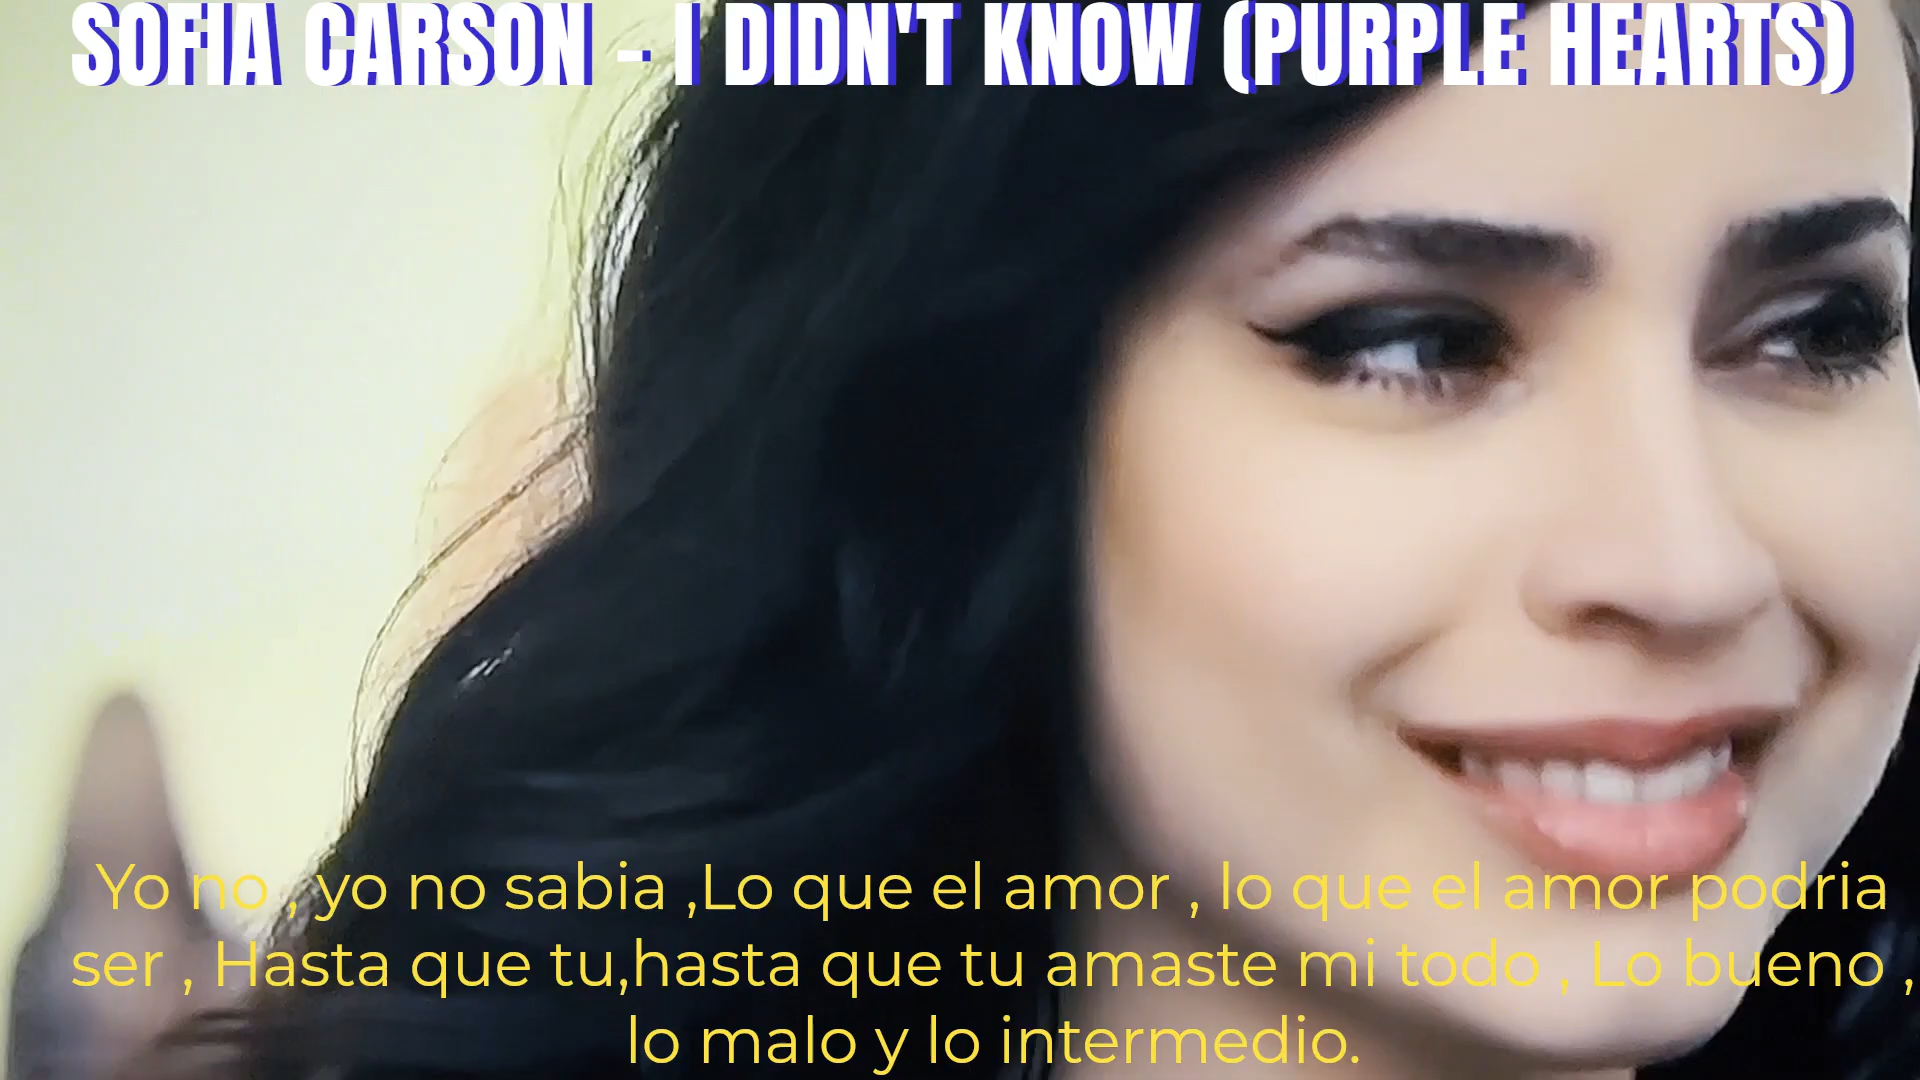 SOFIA CARSON - I DIDN'T KNOW (PURPLE HEARTS)
Yo no , yo no sabia ,Lo que el amor , lo que el amor podria
ser , Hasta que tu,hasta que tu amaste mi todo , Lo bueno ,
lo malo y lo intermedio.